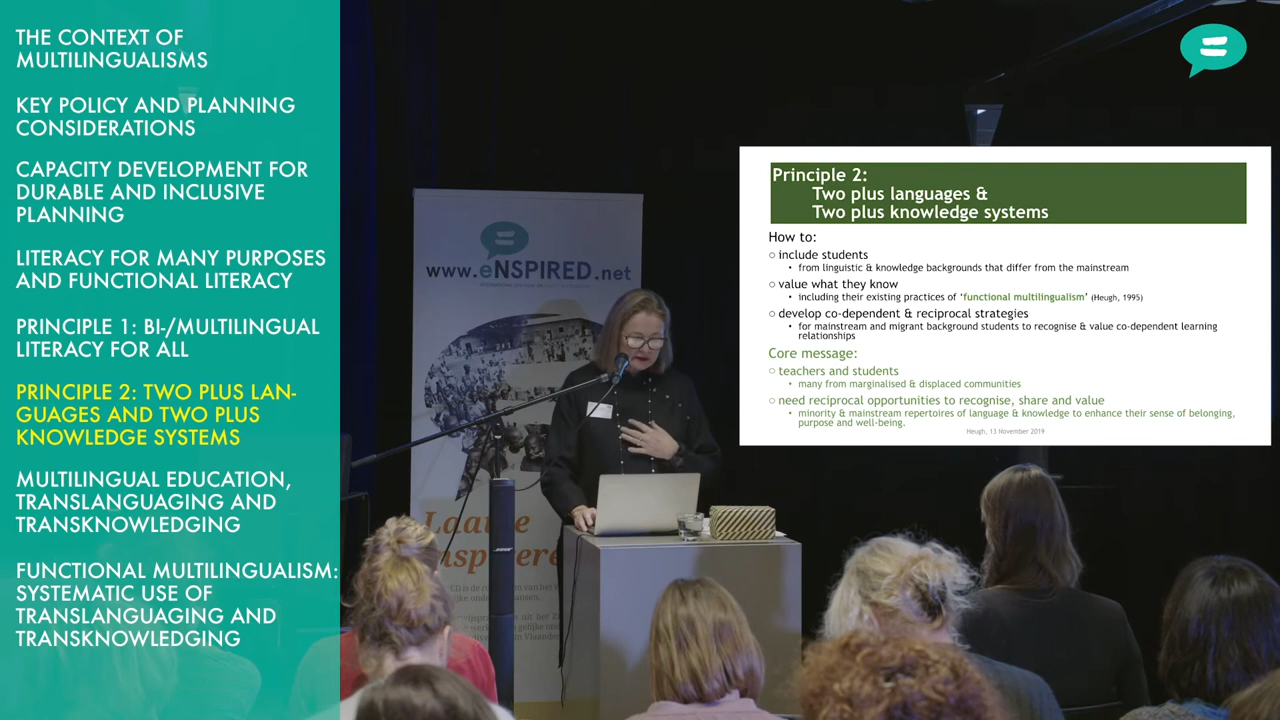 THE CONTEXT OF
MULTILINGUALISMS
KEY POLICY AND PLANNING
CONSIDERATIONS
CAPACITY DEVELOPMENT FOR
DURABLE AND INCLUSIVE
PLANNING
LITERACY FOR MANY PURPOSES
AND FUNCTIONAL LITERACY
PRINCIPLE 1: BI-/MULTILINGUAL
LITERACY FOR ALL
PRINCIPLE 2: TWO PLUS LAN-
GUAGES AND TWO PLUS
KNOWLEDGE SYSTEMS
MULTILINGUAL EDUCATION,
TRANSLANGUAGING AND
TRANSKNOWLEDGING
FUNCTIONAL MULTILINGUALISM:
SYSTEMATIC USE OF
TRANSLANGUAGING AND
TRANSKNOWLEDGING
www.eNSPIRED.net
BOSE
Principle 2:
Two plus languages &
Two plus knowledge systems
How to:
○ include students
• from linguistic & knowledge backgrounds that differ from the mainstream
○ value what they know
• including their existing practices of ‘functional multilingualism’ (Heugh, 1995)
○ develop co-dependent & reciprocal strategies
• for mainstream and migrant background students to recognise & value co-dependent learning
relationships
Core message:
○ teachers and students
• many from marginalised & displaced communities
○ need reciprocal opportunities to recognise, share and value
• minority & mainstream repertoires of language & knowledge to enhance their sense of belonging,
purpose and well-being.
Heugh, 13 November 2019